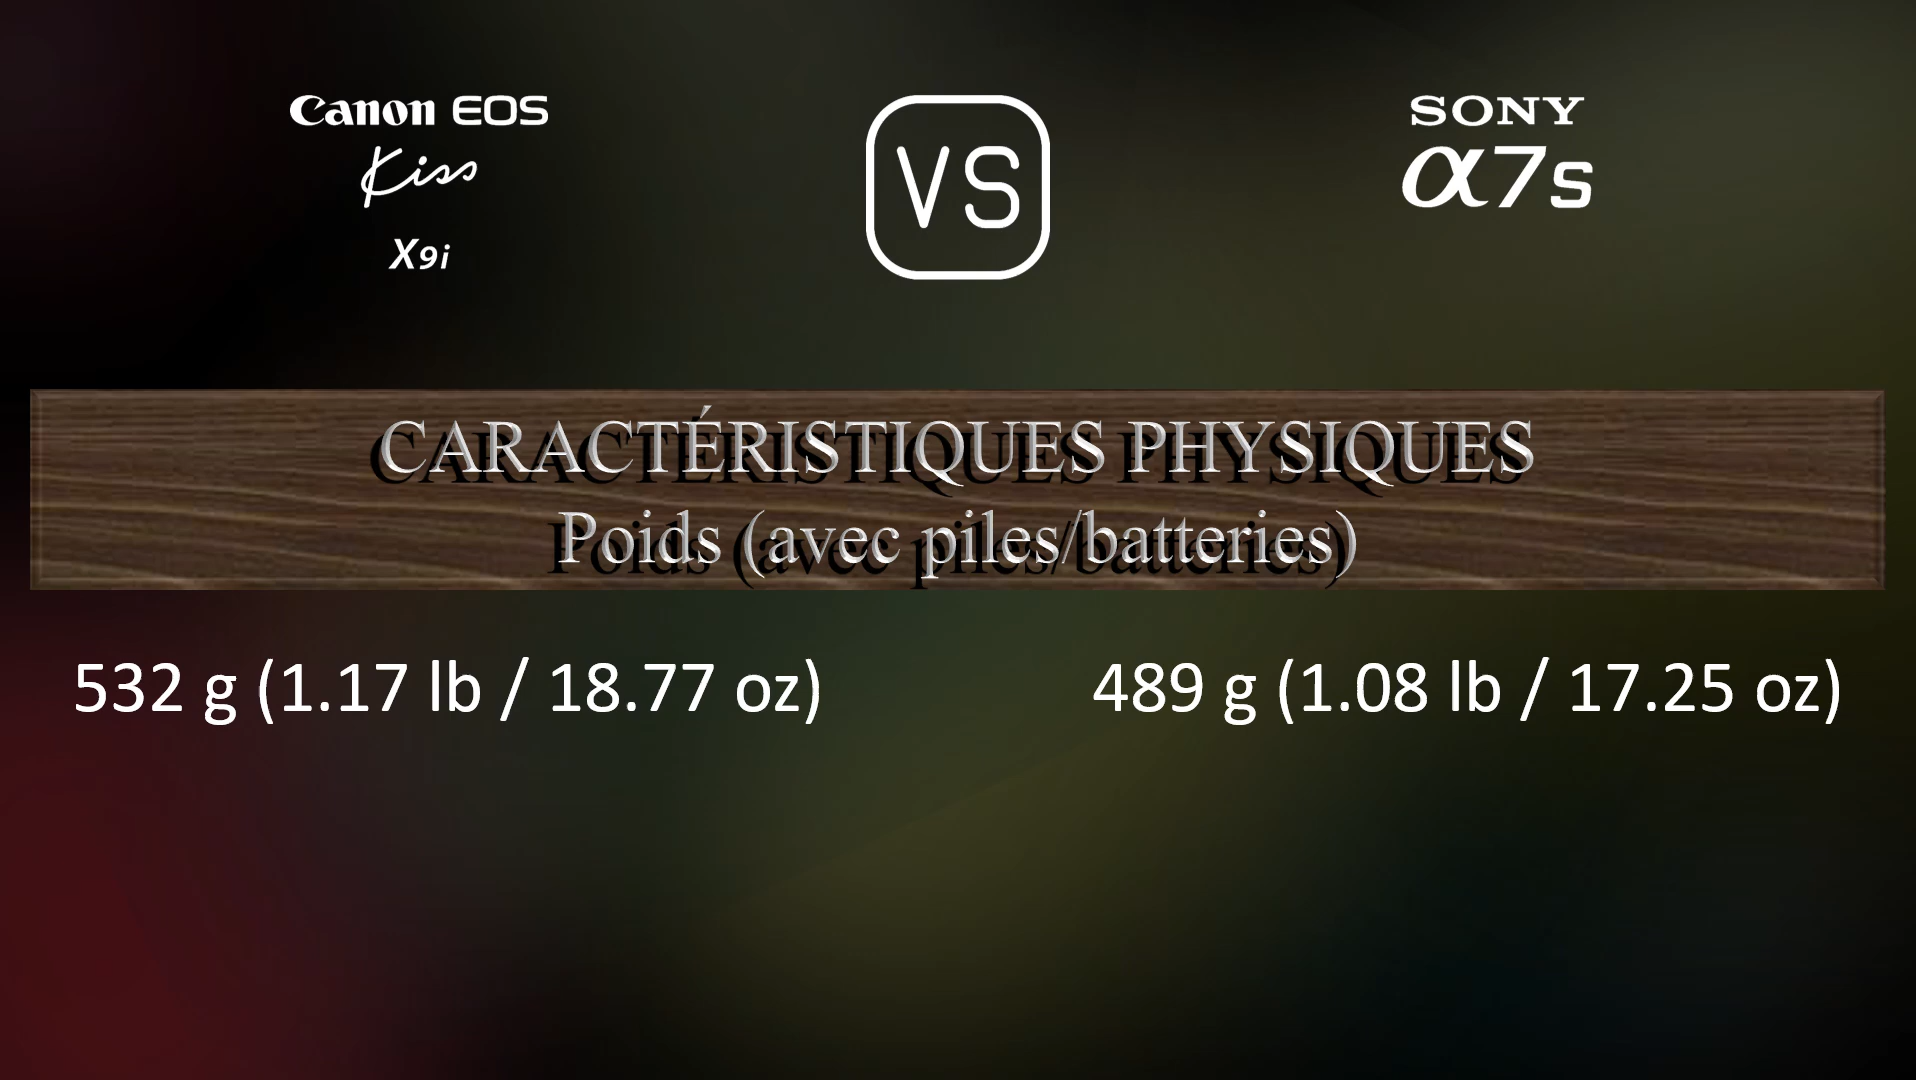 Canon EOS
Kiss
X9i
VS
SONY
α7s
CARACTÉRISTIQUES PHYSIQUES
Poids (avec piles/batteries)
532 g (1.17 lb / 18.77 oz)
489 g (1.08 lb / 17.25 oz)